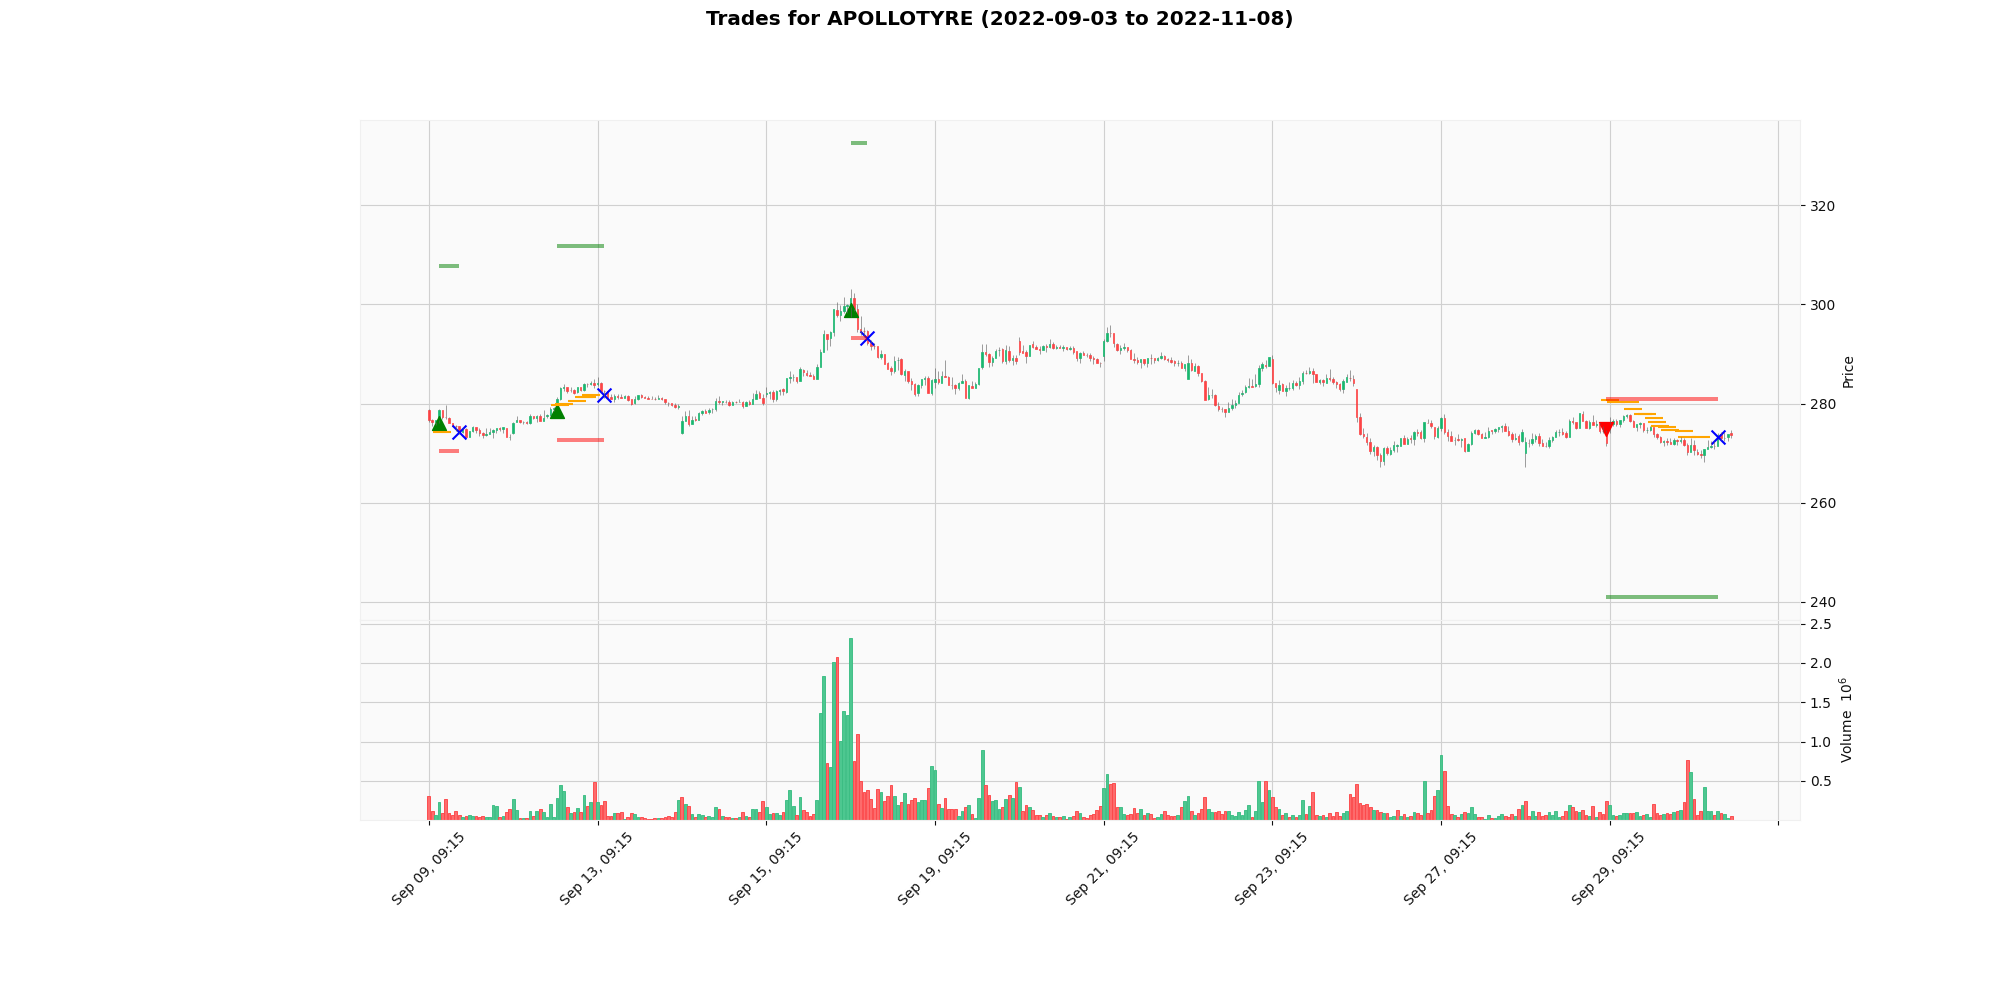 Trades for APOLLOTYRE (2022-09-03 to 2022-11-08)
320
300
280
260
240
Price
2.5
2.0
1.5
1.0
0.5
Volume 10^6
Sep 09, 09:15
Sep 13, 09:15
Sep 15, 09:15
Sep 19, 09:15
Sep 21, 09:15
Sep 23, 09:15
Sep 27, 09:15
Sep 29, 09:15